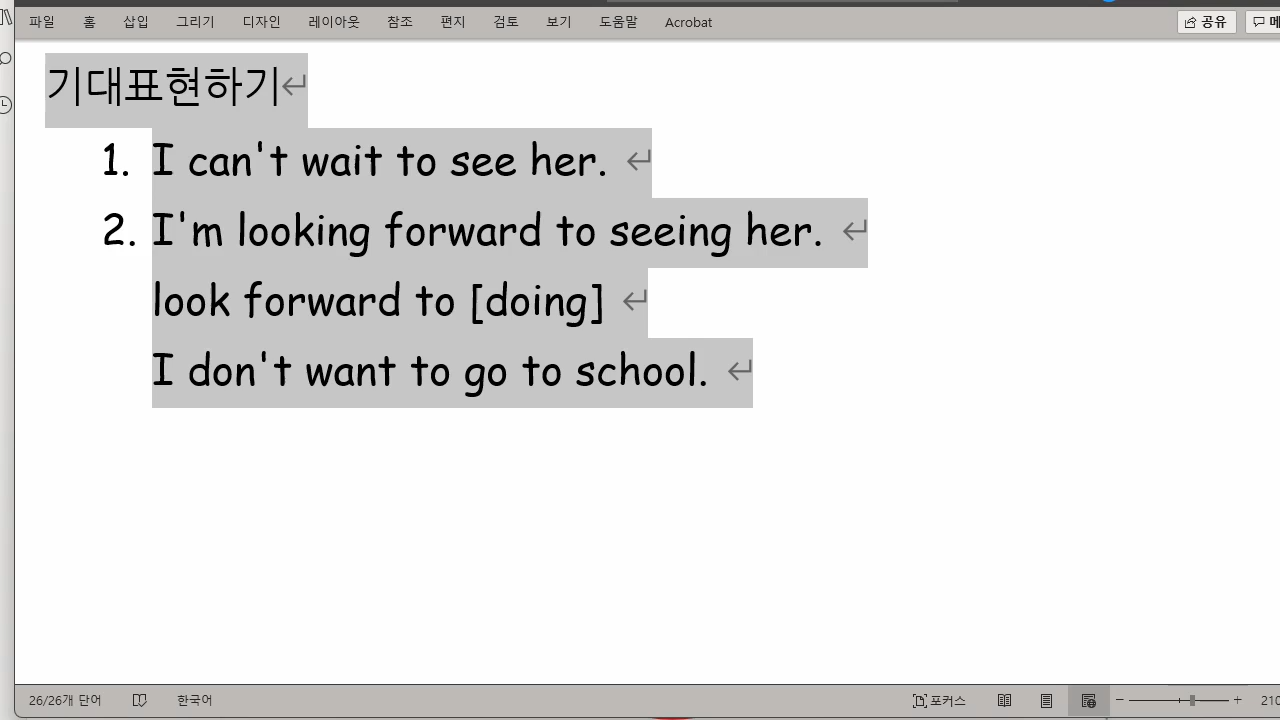 파일 홈 삽입 그리기 디자인 레이아웃 참조 편지 검토 보기 도움말 Acrobat 공유
기대표현하기
1. I can't wait to see her.
2. I'm looking forward to seeing her.
look forward to [doing]
I don't want to go to school.
26/26개 단어 한국어 포커스